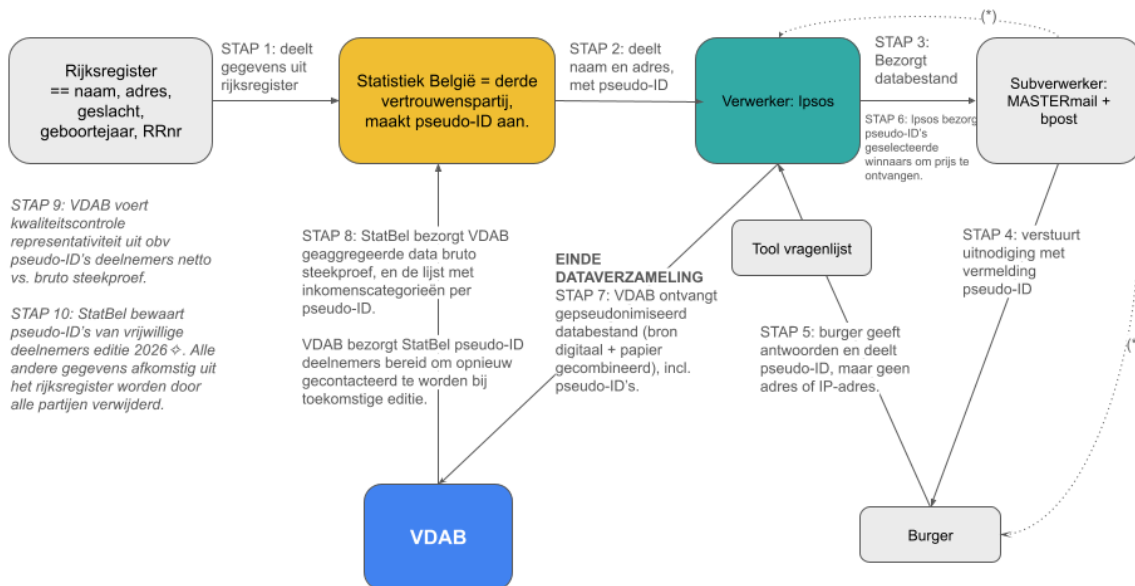 (*)
Rijksregister
== naam, adres,
geslacht,
geboortejaar, RRnr
STAP 1: deelt
gegevens uit
rijksregister
Statistiek België = derde
vertrouwenspartij,
maakt pseudo-ID aan.
STAP 2: deelt
naam en adres,
met pseudo-ID
Verwerker: Ipsos
STAP 3:
Bezorgt
databestand
Subverwerker:
MASTERmail +
bpost
STAP 6: Ipsos bezorg
pseudo-ID's
geselecteerde
winnaars om prijs te
ontvangen.
STAP 9: VDAB voert
kwaliteitscontrole
representativiteit uit obv
pseudo-ID's deelnemers netto
vs. bruto steekproef.
STAP 10: StatBel bewaart
pseudo-ID's van vrijwillige
deelnemers editie 2026✧. Alle
andere gegevens afkomstig uit
het rijksregister worden door
alle partijen verwijderd.
STAP 8: StatBel bezorgt VDAB
geaggregeerde data bruto
steekproef, en de lijst met
inkomenscategorieën per
pseudo-ID.
VDAB bezorgt StatBel pseudo-ID
deelnemers bereid om opnieuw
gecontacteerd te worden bij
toekomstige editie.
EINDE
DATAVERZAMELING
STAP 7: VDAB ontvangt
gepseudonimiseerd
databestand (bron
digitaal + papier
gecombineerd), incl.
pseudo-ID's.
Tool vragenlijst
STAP 4: verstuurt
uitnodiging met
vermelding
pseudo-ID
STAP 5: burger geeft
antwoorden en deelt
pseudo-ID, maar geen
adres of IP-adres.
(*
VDAB
Burger